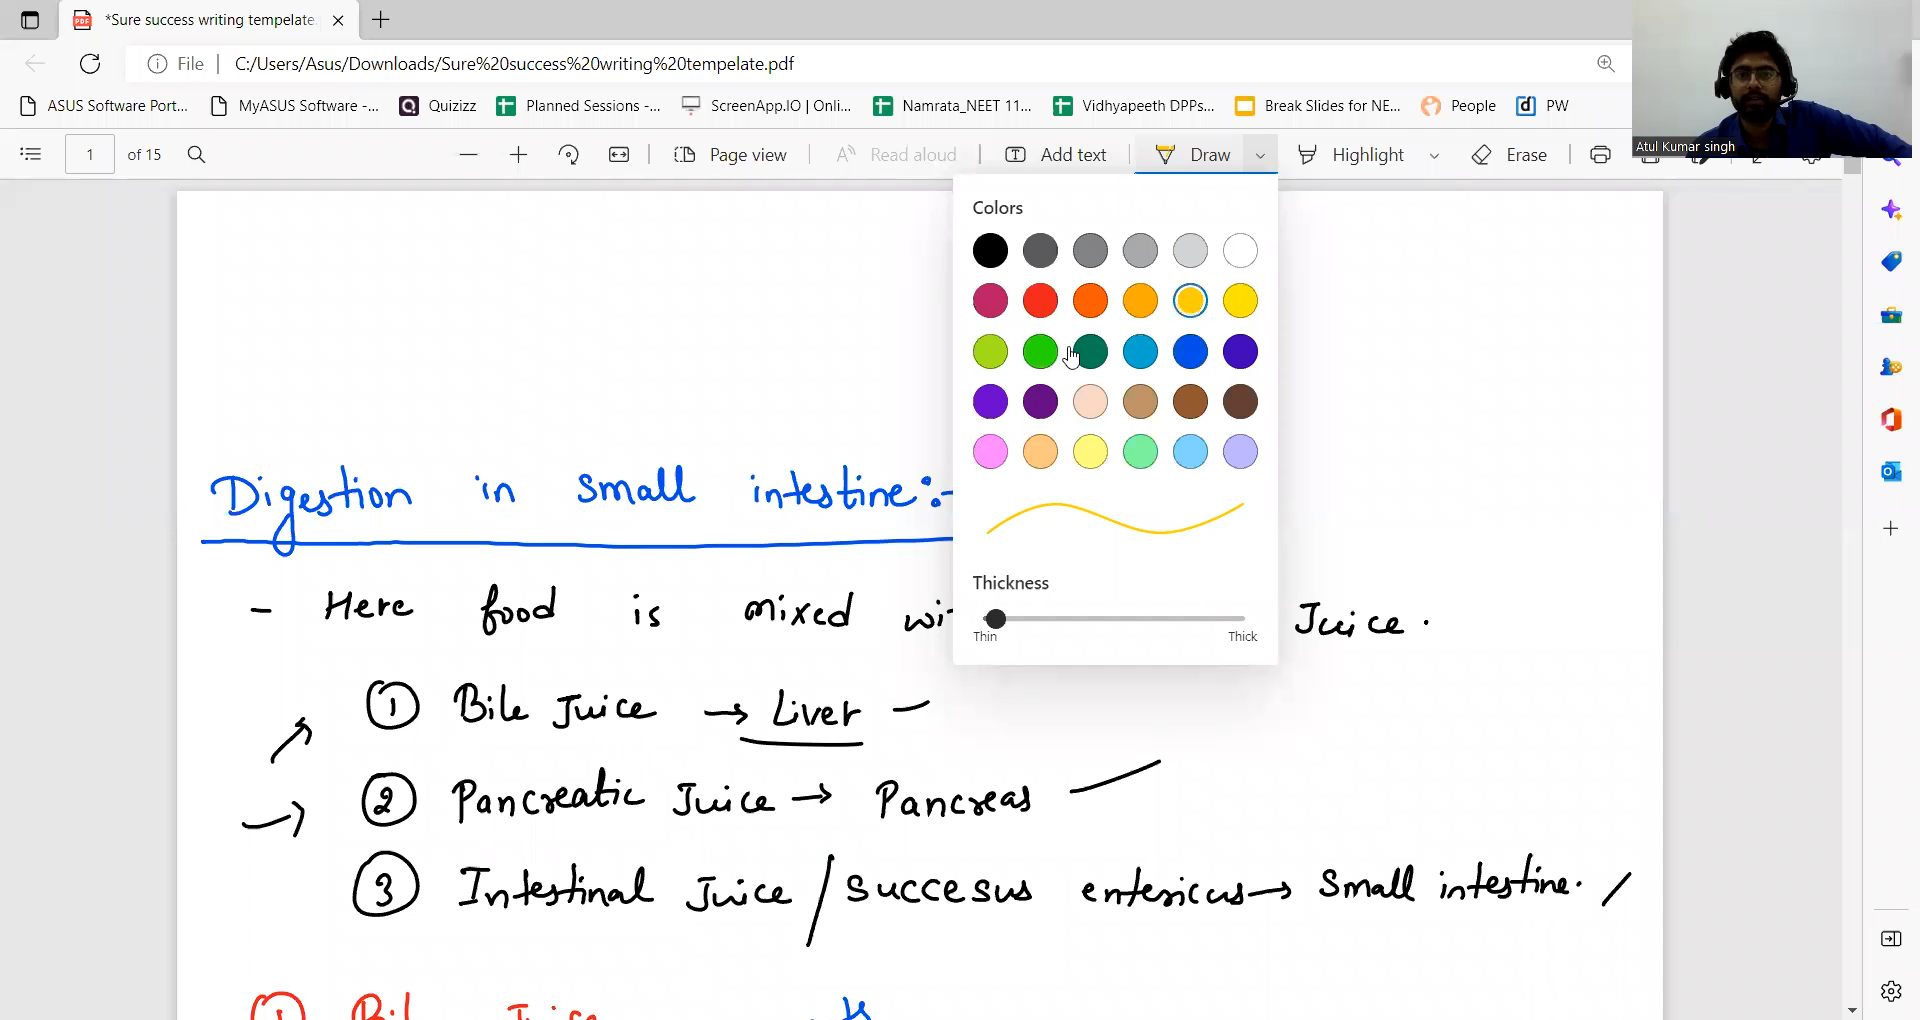 *Sure success writing tempelate
File
C:/Users/Asus/Downloads/Sure%20success%20writing%20tempelate.pdf
ASUS Software Port...
MyASUS Software -...
Quizizz
Planned Sessions -...
ScreenApp.IO | Onli...
Namrata_NEET 11...
Vidhyapeeth DPPs...
Break Slides for NE...
People
PW
Atul Kumar singh
1 of 15
Page view
Read aloud
Add text
Draw
Highlight
Erase
Colors
Thickness
Thin
Thick
Digestion in small intestine:-
- Here food is mixed Juice.
① Bile Juice → Liver -
② Pancreatic Juice → Pancreas
③ Intestinal Juice / Succesus entericus → Small intestine.
① Juice